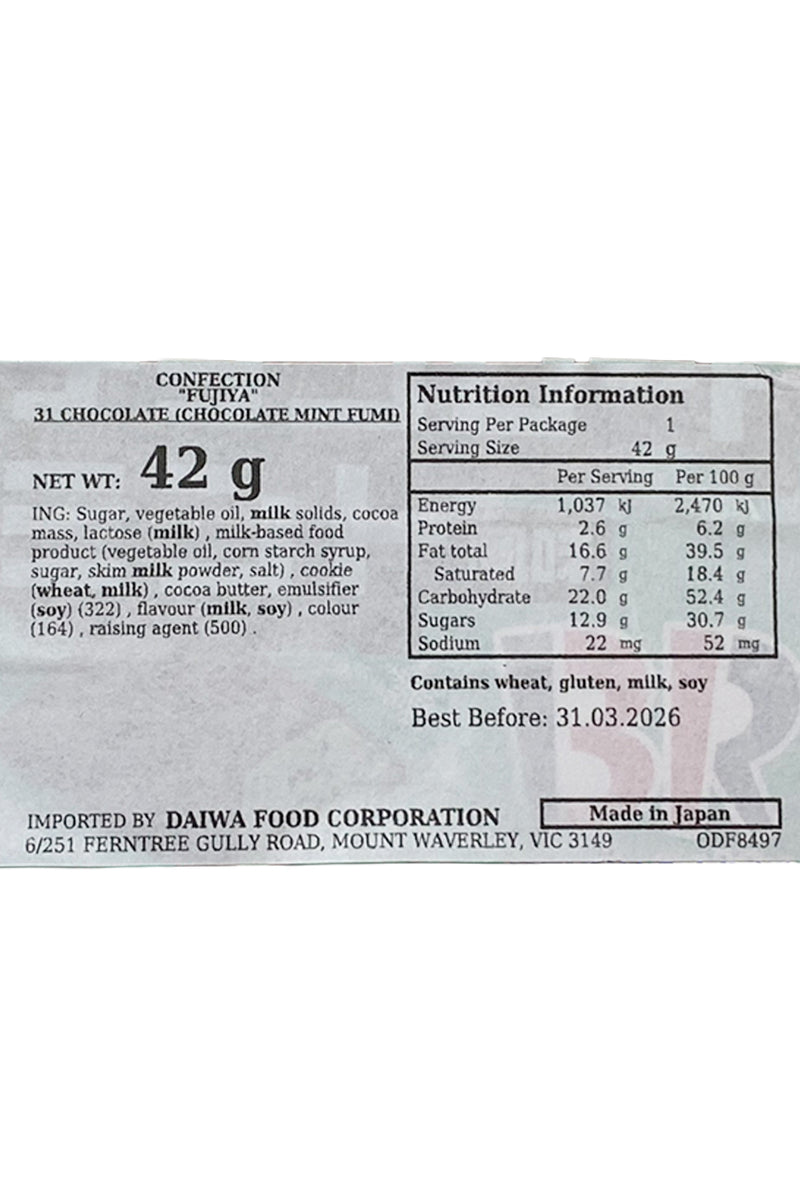 CONFECTION
"FUJIYA"
31 CHOCOLATE (CHOCOLATE MINT FUMI)
NET WT: 42 g
ING: Sugar, vegetable oil, milk solids, cocoa
mass, lactose (milk) , milk-based food
product (vegetable oil, corn starch syrup,
sugar, skim milk powder, salt) , cookie
(wheat, milk) , cocoa butter, emulsifier
(soy) (322) , flavour (milk, soy) , colour
(164) , raising agent (500) .
Nutrition Information
Serving Per Package 1
Serving Size 42 g
Per Serving Per 100 g
Energy 1,037 kJ 2,470 kJ
Protein 2.6 g 6.2 g
Fat total 16.6 g 39.5 g
Saturated 7.7 g 18.4 g
Carbohydrate 22.0 g 52.4 g
Sugars 12.9 g 30.7 g
Sodium 22 mg 52 mg
Contains wheat, gluten, milk, soy
Best Before: 31.03.2026
IMPORTED BY DAIWA FOOD CORPORATION
Made in Japan
6/251 FERNTREE GULLY ROAD, MOUNT WAVERLEY, VIC 3149
ODF8497